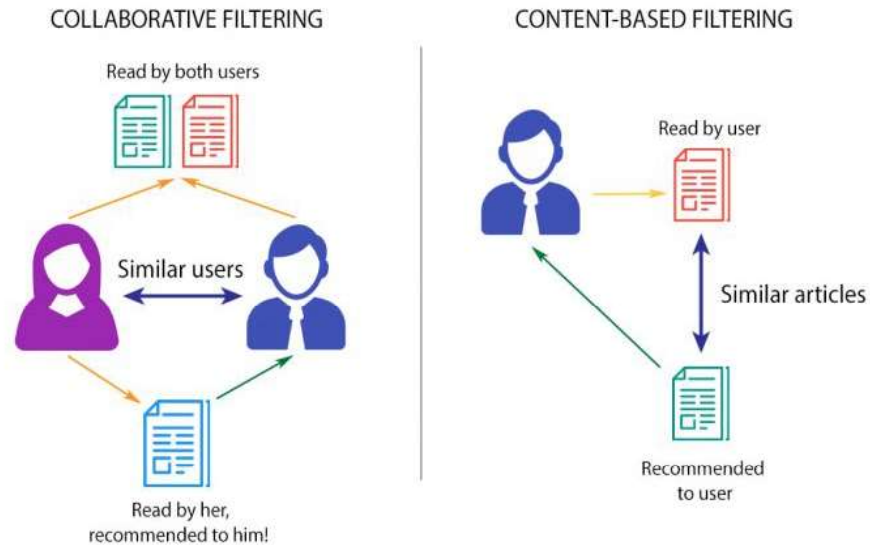 COLLABORATIVE FILTERING
Read by both users
Similar users
Read by her,
recommended to him!
CONTENT-BASED FILTERING
Read by user
Similar articles
Recommended
to user